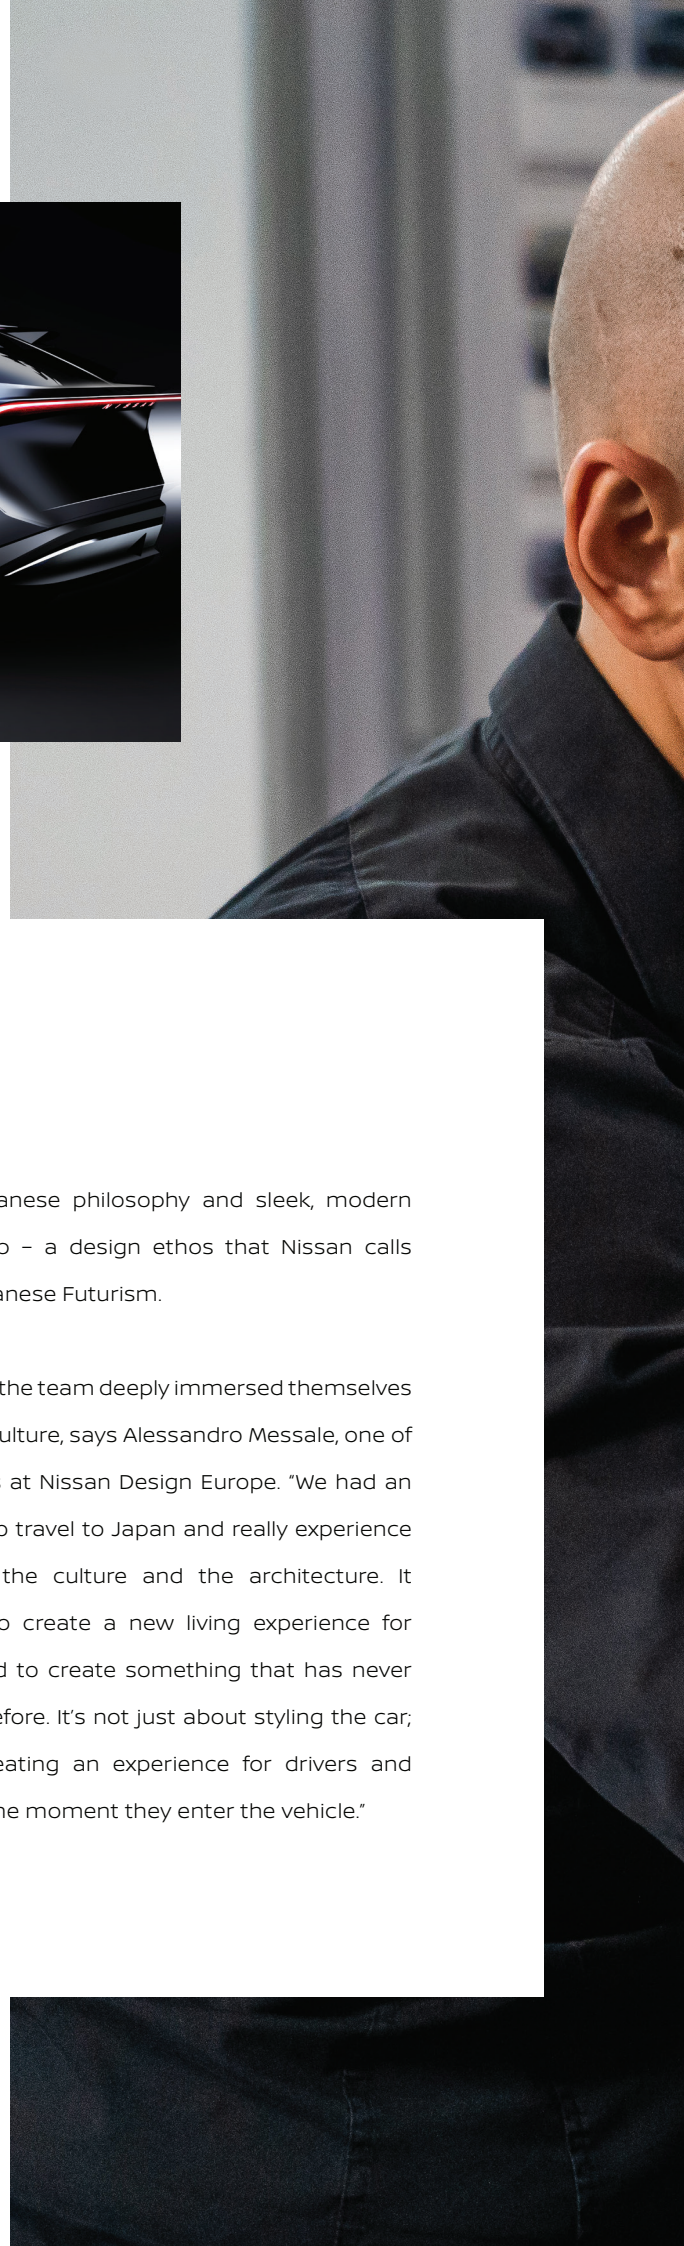 anese philosophy and sleek, modern
o – a design ethos that Nissan calls
anese Futurism.
the team deeply immersed themselves
ulture, says Alessandro Messale, one of
s at Nissan Design Europe. “We had an
o travel to Japan and really experience
the culture and the architecture. It
o create a new living experience for
d to create something that has never
efore. It’s not just about styling the car;
eating an experience for drivers and
he moment they enter the vehicle.”